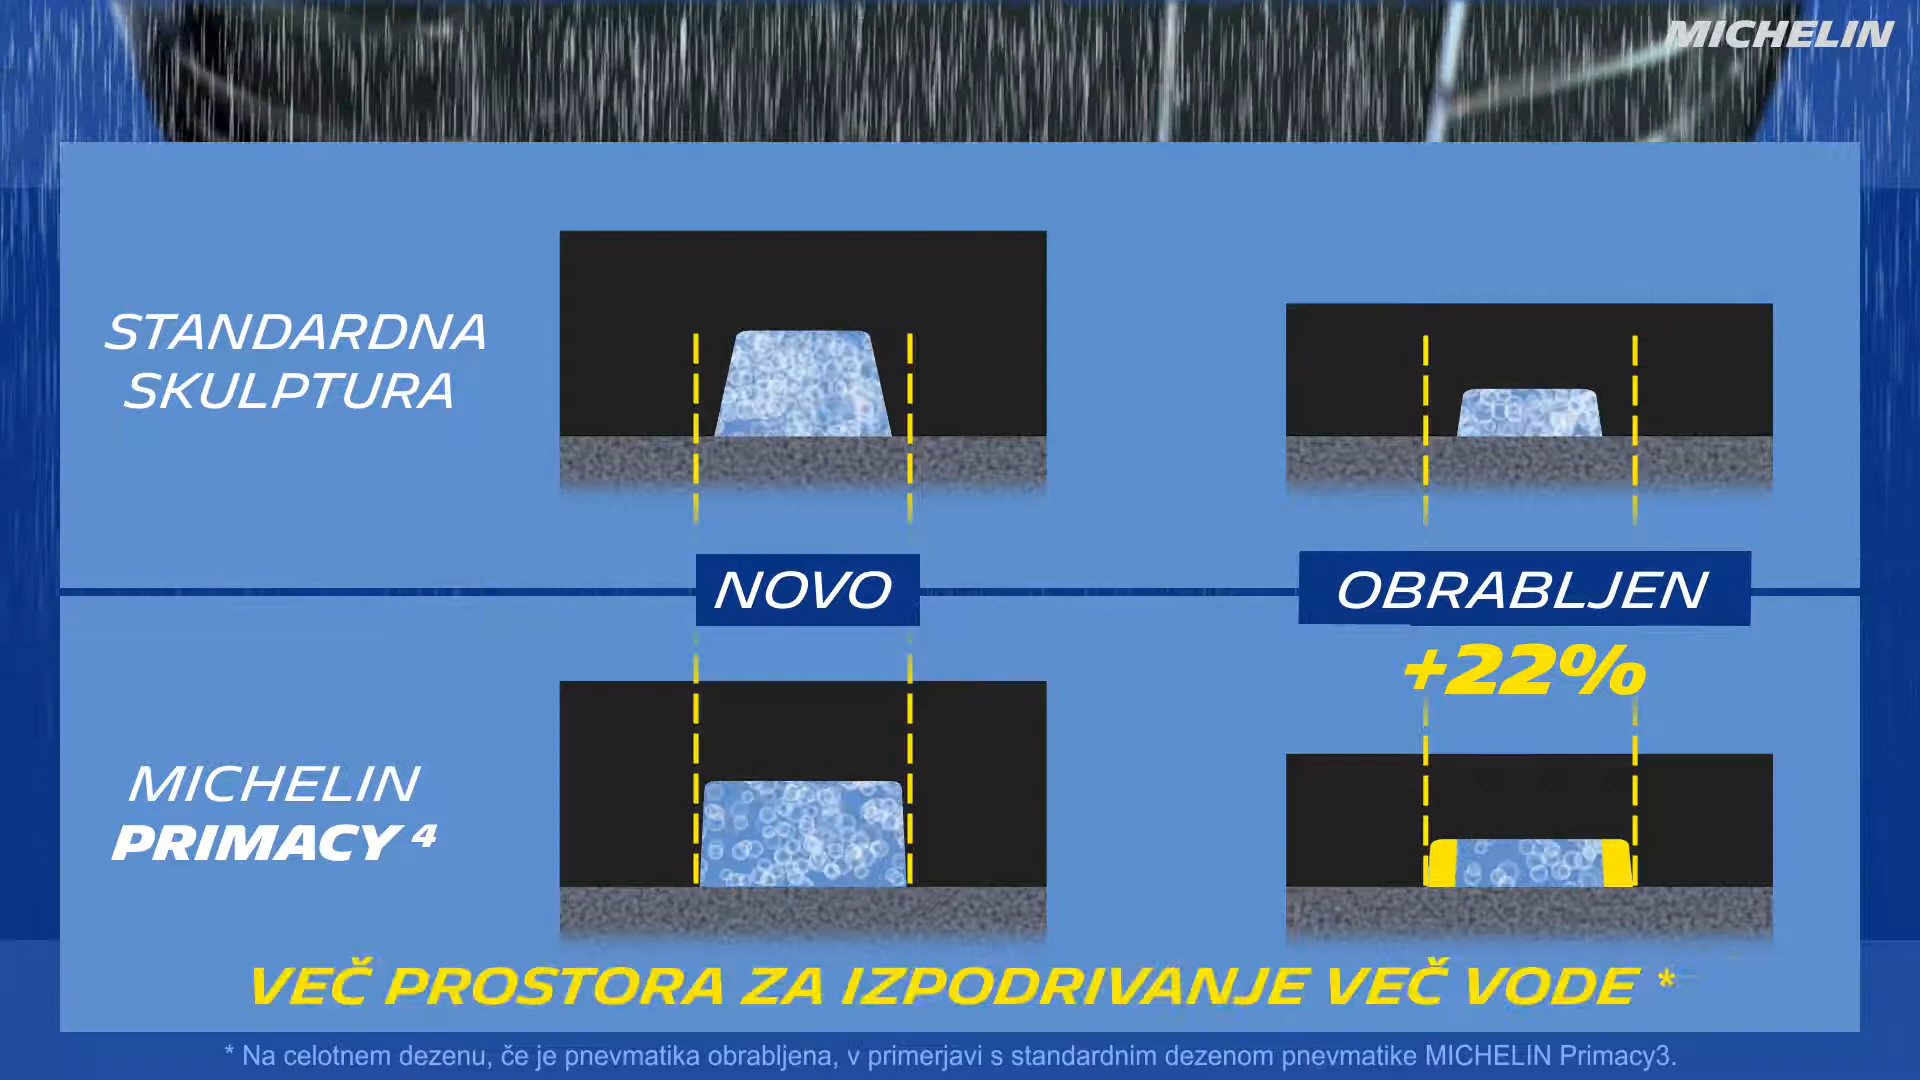 MICHELIN
STANDARDNA
SKULPTURA
NOVO
OBRABLJEN
+22%
MICHELIN
PRIMACY 4
VEČ PROSTORA ZA IZPODRIVANJE VEČ VODE *
* Na celotnem dezenu, če je pnevmatika obrabljena, v primerjavi s standardnim dezenom pnevmatike MICHELIN Primacy3.